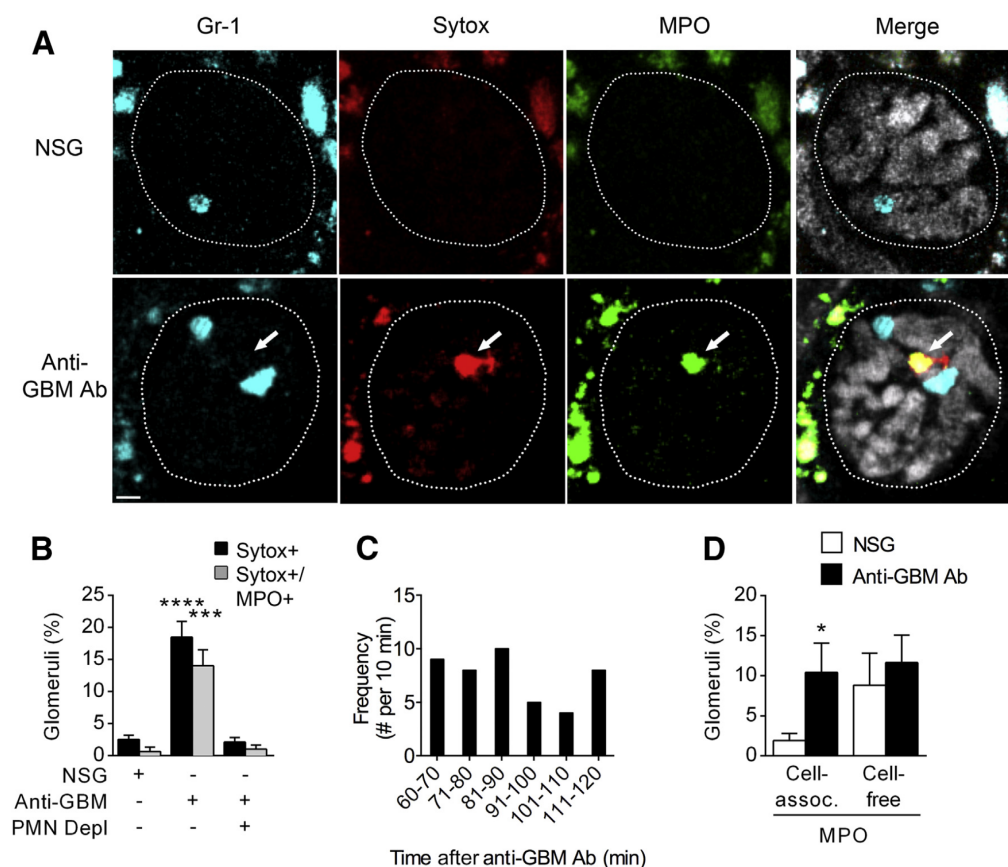 A
Gr-1 Sytox MPO Merge
NSG
Anti-
GBM Ab
B
Sytox+
Sytox+/
MPO+
Glomeruli (%)
25
20
15
10
5
0
**** ***
NSG + - -
Anti-GBM - + +
PMN Depl - - +
C
Frequency
(# per 10 min)
15
10
5
0
60-70 71-80 81-90 91-100 101-110 111-120
Time after anti-GBM Ab (min)
D
NSG
Anti-GBM Ab
Glomeruli (%)
20
15
10
5
0
*
Cell- Cell-
assoc. free
MPO